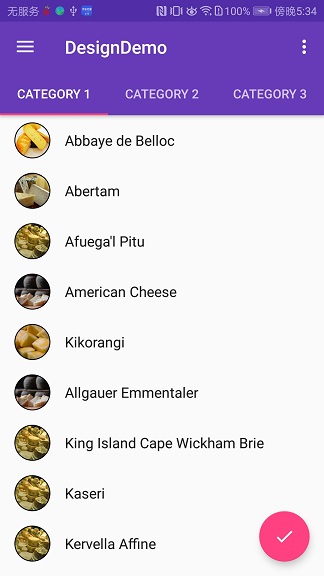 无服务 100% 傍晚5:34
DesignDemo
CATEGORY 1 CATEGORY 2 CATEGORY 3
Abbaye de Belloc
Abertam
Afuega'l Pitu
American Cheese
Kikorangi
Allgauer Emmentaler
King Island Cape Wickham Brie
Kaseri
Kervella Affine